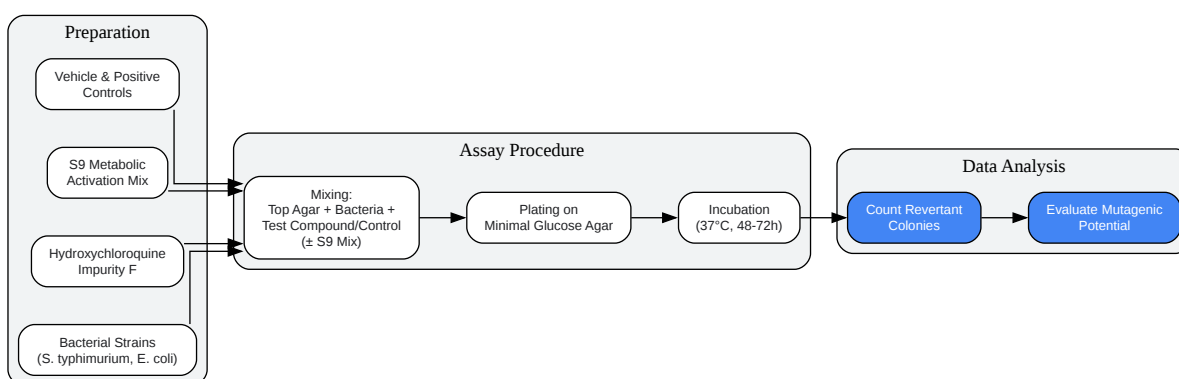 Preparation
Vehicle & Positive
Controls
S9 Metabolic
Activation Mix
Hydroxychloroquine
Impurity F
Bacterial Strains
(S. typhimurium, E. coli)
Assay Procedure
Mixing:
Top Agar + Bacteria +
Test Compound/Control
(± S9 Mix)
Plating on
Minimal Glucose Agar
Incubation
(37°C, 48-72h)
Data Analysis
Count Revertant
Colonies
Evaluate Mutagenic
Potential